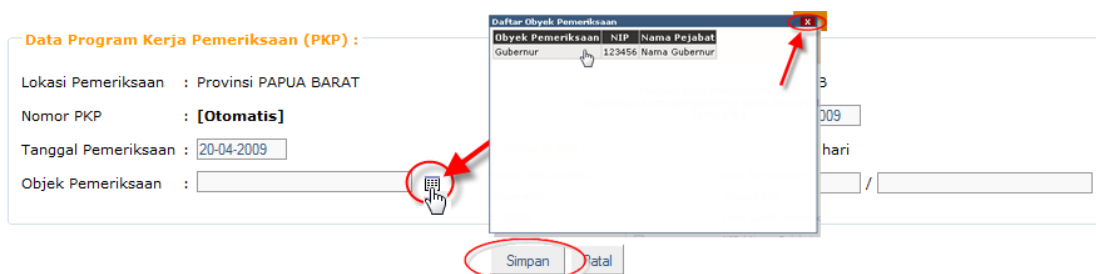 Data Program Kerja Pemeriksaan (PKP) :
Lokasi Pemeriksaan : Provinsi PAPUA BARAT
Nomor PKP : [Otomatis]
Tanggal Pemeriksaan : 20-04-2009
Objek Pemeriksaan :
Daftar Obyek Pemeriksaan x
Obyek Pemeriksaan NIP Nama Pejabat
Gubernur 123456 Nama Gubernur
009
hari
/
Simpan Batal